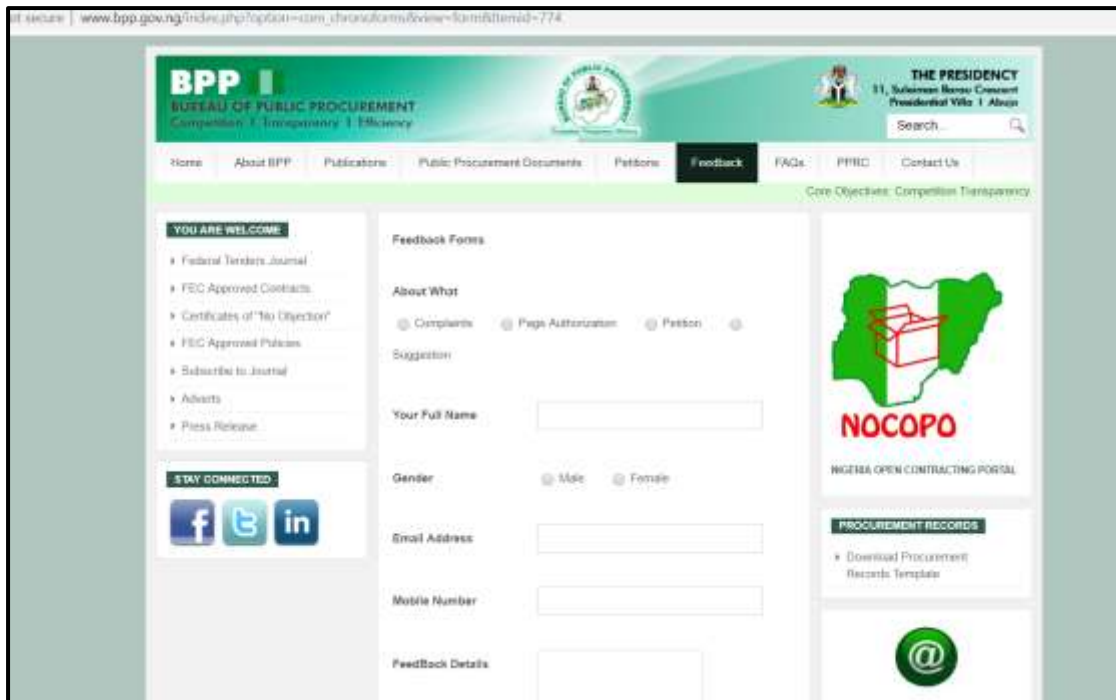 ot secure | www.bpp.gov.ng/index.php?option=com_chronoforms&view=form&Itemid=774
BPP
BUREAU OF PUBLIC PROCUREMENT
Competition | Transparency | Efficiency
THE PRESIDENCY
11, Suleiman Barau Crescent
Presidential Villa | Abuja
Search...
Home About BPP Publications Public Procurement Documents Petitions Feedback FAQs PPRC Contact Us
Core Objectives: Competition Transparency
YOU ARE WELCOME
Federal Tenders Journal
FEC Approved Contracts
Certificates of "No Objection"
FEC Approved Policies
Subscribe to Journal
Adverts
Press Release
STAY CONNECTED
f t in
Feedback Forms
About What
Complaints Page Authorization Petition
Suggestion
Your Full Name
Gender Male Female
Email Address
Mobile Number
FeedBack Details
NOCOPO
NIGERIA OPEN CONTRACTING PORTAL
PROCUREMENT RECORDS
Download Procurement
Records Template
@